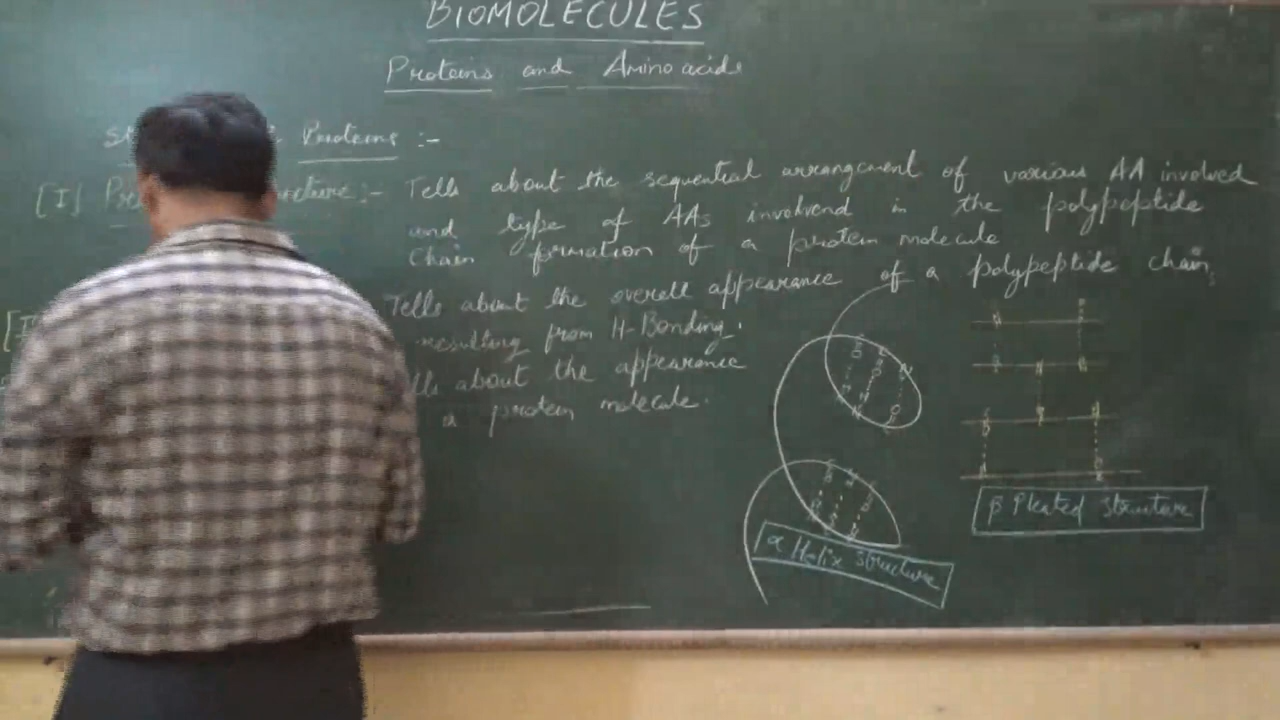 BIOMOLECULES
Proteins and Amino acids
Proteins :-
[I] :- Tells about the sequential arrangement of various AA involved
and type of AAs involvend in the polypeptide
Chain formation of a protein molecule
Tells about the overall appearance of a polypeptide chain,
resulting from H-Bonding.
about the appearance
a protein molecule.
α Helix structure
β Pleated structure